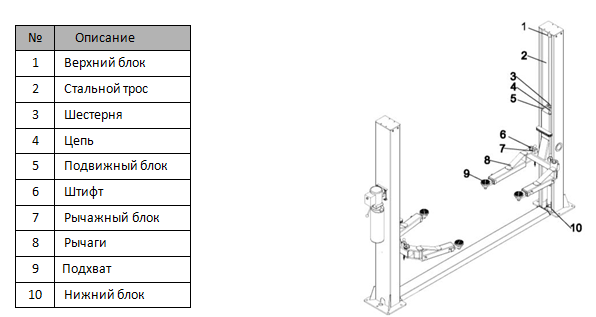 № Описание
1 Верхний блок
2 Стальной трос
3 Шестерня
4 Цепь
5 Подвижный блок
6 Штифт
7 Рычажный блок
8 Рычаги
9 Подхват
10 Нижний блок
1
2
3
4
5
6
7
8
9
10